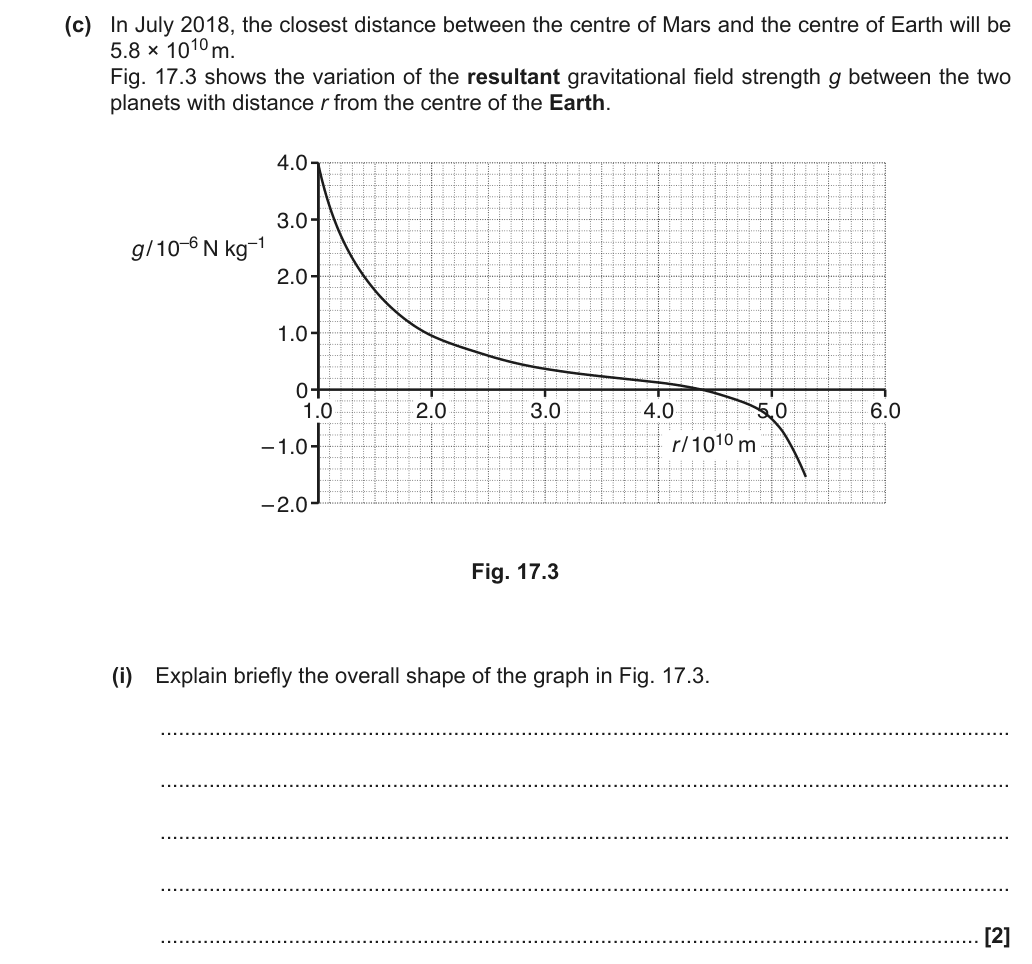 (c) In July 2018, the closest distance between the centre of Mars and the centre of Earth will be
5.8 × 10¹⁰ m.
Fig. 17.3 shows the variation of the resultant gravitational field strength g between the two
planets with distance r from the centre of the Earth.
4.0
3.0
g/10⁻⁶ N kg⁻¹
2.0
1.0
0
1.0 2.0 3.0 4.0 5.0 6.0
–1.0
r/10¹⁰ m
–2.0
Fig. 17.3
(i) Explain briefly the overall shape of the graph in Fig. 17.3.
[2]